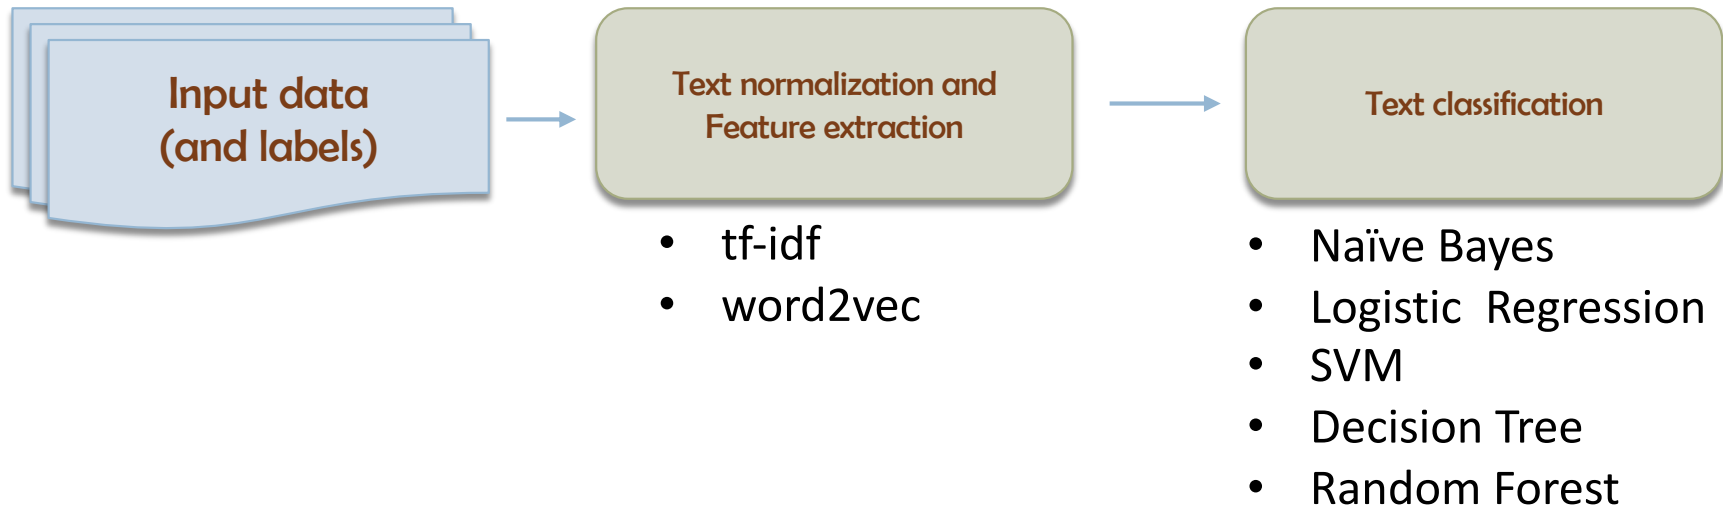 Input data
(and labels)
Text normalization and
Feature extraction
• tf-idf
• word2vec
Text classification
• Naïve Bayes
• Logistic  Regression
• SVM
• Decision Tree
• Random Forest